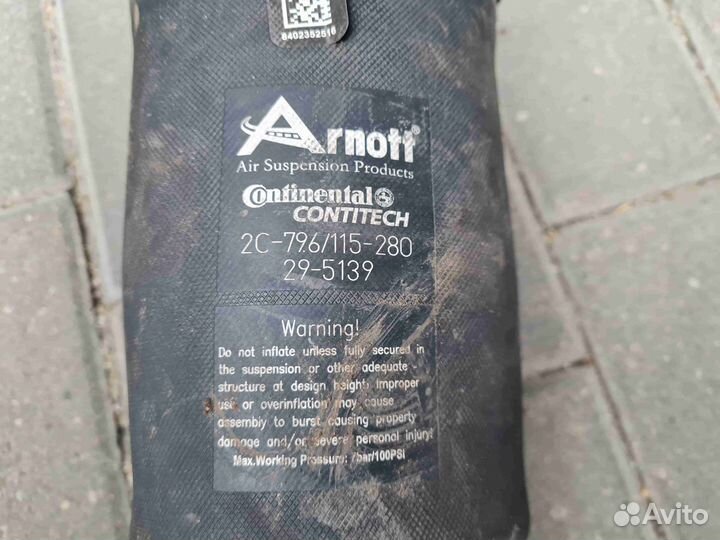 8402352516
Arnott®
Air Suspension Products
Continental
CONTITECH
2C-79.6/115-280
29-5139
Warning!
Do not inflate unless fully secured in
the suspension or other adequate
structure at design height. Improper
use or overinflation may cause
assembly to burst causing property
damage and/or severe personal injury!
Max.Working Pressure: 7bar/100PSI
Avito